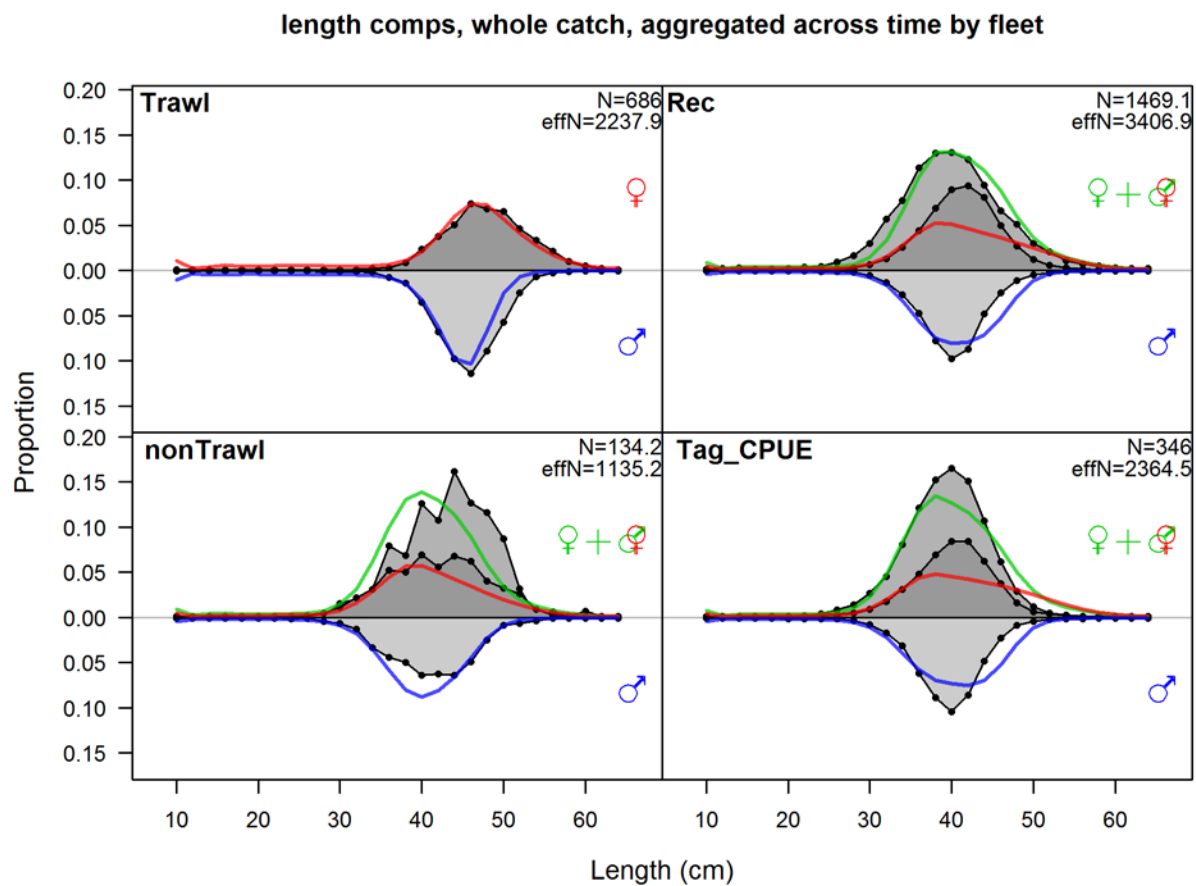 length comps, whole catch, aggregated across time by fleet
Trawl
N=686
effN=2237.9
♀
♂
Rec
N=1469.1
effN=3406.9
♀ + ♂ ♀
♂
0.20
0.15
0.10
0.05
0.00
0.05
0.10
0.15
nonTrawl
N=134.2
effN=1135.2
♀ + ♂ ♀
♂
Tag_CPUE
N=346
effN=2364.5
♀ + ♂ ♀
♂
0.20
0.15
0.10
0.05
0.00
0.05
0.10
0.15
Proportion
10 20 30 40 50 60
10 20 30 40 50 60
Length (cm)